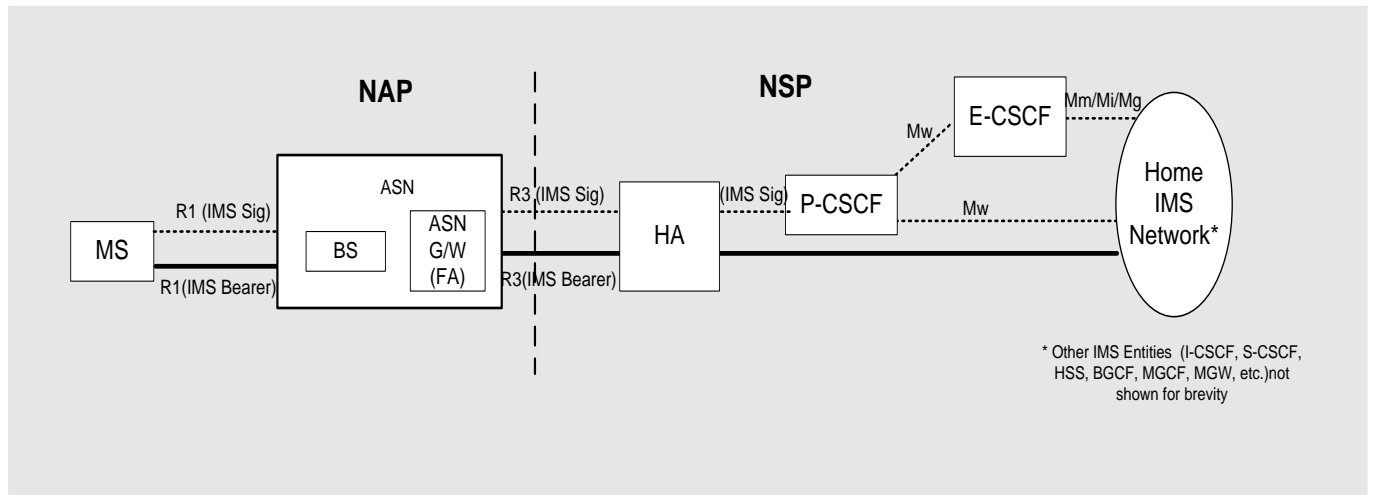 NAP
NSP
E-CSCF
Mm/Mi/Mg
Mw
ASN
R1 (IMS Sig)
R3 (IMS Sig)
(IMS Sig)
P-CSCF
Mw
Home
IMS
Network*
MS
BS
ASN
G/W
(FA)
HA
R1(IMS Bearer)
R3(IMS Bearer)
* Other IMS Entities (I-CSCF, S-CSCF,
HSS, BGCF, MGCF, MGW, etc.)not
shown for brevity